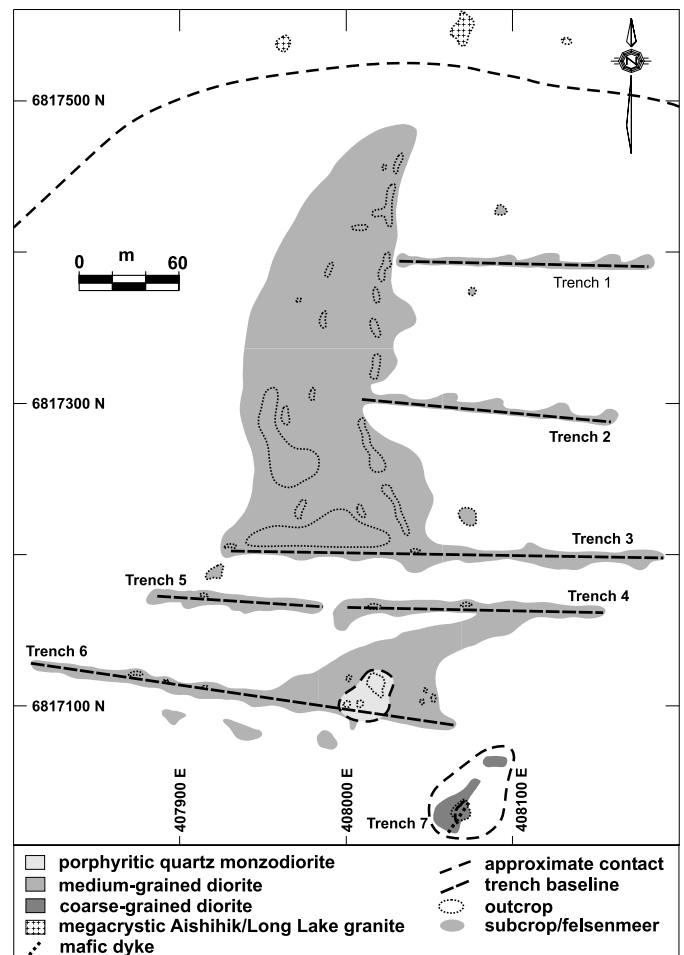 N
6817500 N
0 m 60
Trench 1
6817300 N
Trench 2
Trench 3
Trench 5
Trench 4
Trench 6
6817100 N
407900 E
408000 E
408100 E
Trench 7
porphyritic quartz monzodiorite
medium-grained diorite
coarse-grained diorite
megacrystic Aishihik/Long Lake granite
mafic dyke
approximate contact
trench baseline
outcrop
subcrop/felsenmeer